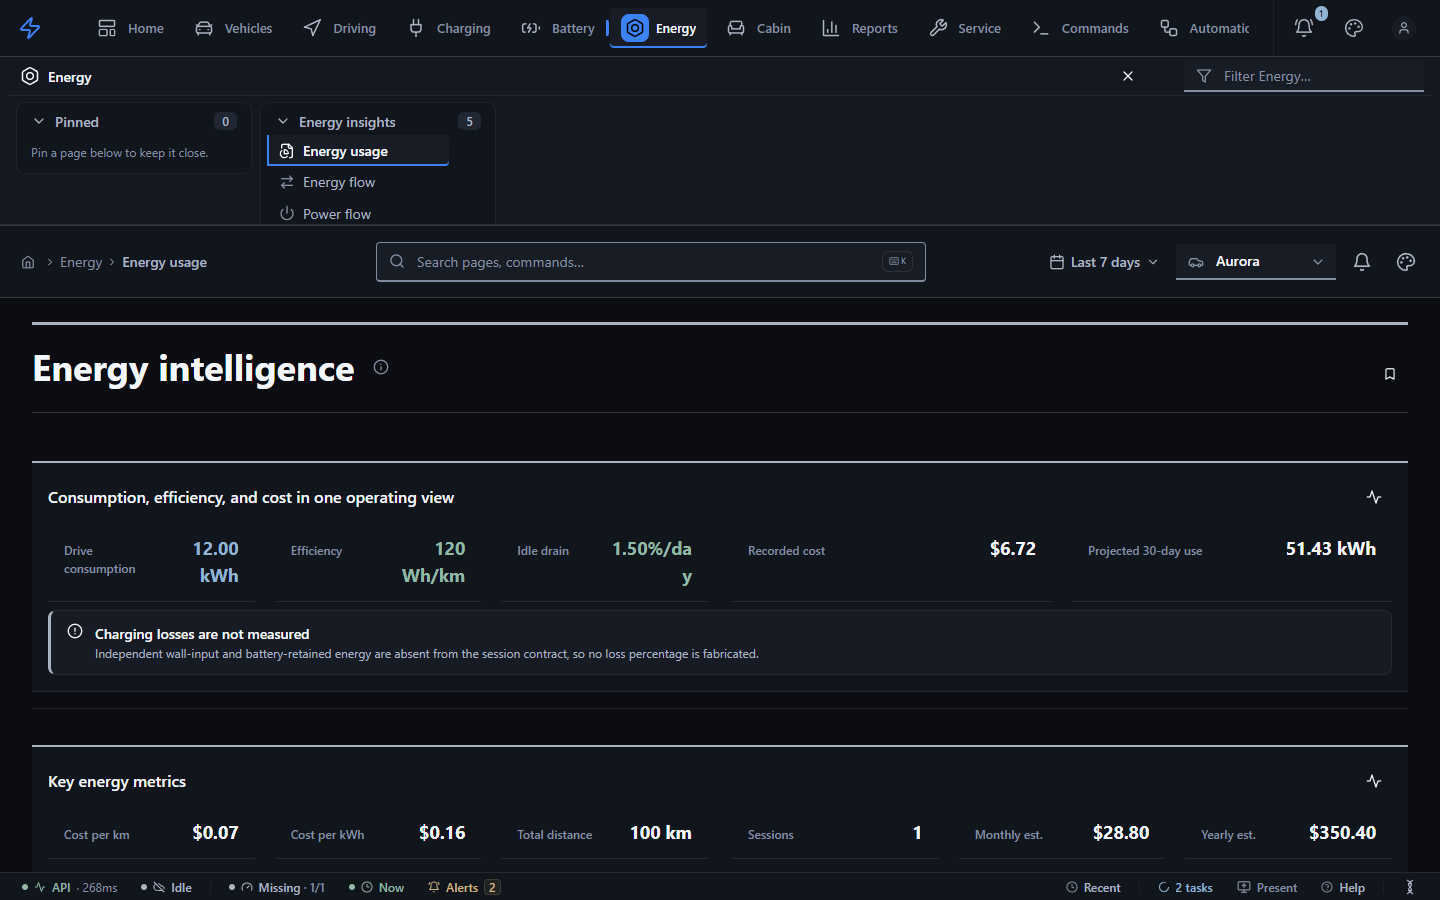 Home
Vehicles
Driving
Charging
Battery
Energy
Cabin
Reports
Service
Commands
Automatic
1
Energy
Filter Energy...
Pinned
0
Pin a page below to keep it close.
Energy insights
5
Energy usage
Energy flow
Power flow
Energy
Energy usage
Search pages, commands...
K
Last 7 days
Aurora
Energy intelligence
Consumption, efficiency, and cost in one operating view
Drive
consumption
12.00
kWh
Efficiency
120
Wh/km
Idle drain
1.50%/da
y
Recorded cost
$6.72
Projected 30-day use
51.43 kWh
Charging losses are not measured
Independent wall-input and battery-retained energy are absent from the session contract, so no loss percentage is fabricated.
Key energy metrics
Cost per km
$0.07
Cost per kWh
$0.16
Total distance
100 km
Sessions
1
Monthly est.
$28.80
Yearly est.
$350.40
API · 268ms
Idle
Missing · 1/1
Now
Alerts 2
Recent
2 tasks
Present
Help